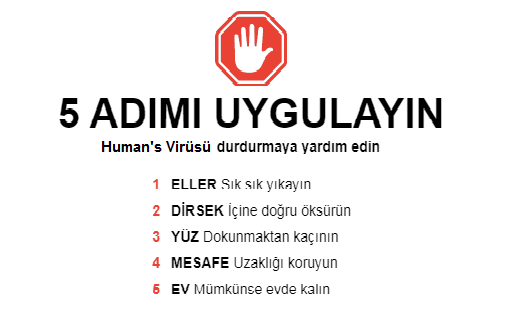 5 ADIMI UYGULAYIN
Human's Virüsü durdurmaya yardım edin
1 ELLER Sık sık yıkayın
2 DİRSEK İçine doğru öksürün
3 YÜZ Dokunmaktan kaçının
4 MESAFE Uzaklığı koruyun
5 EV Mümkünse evde kalın